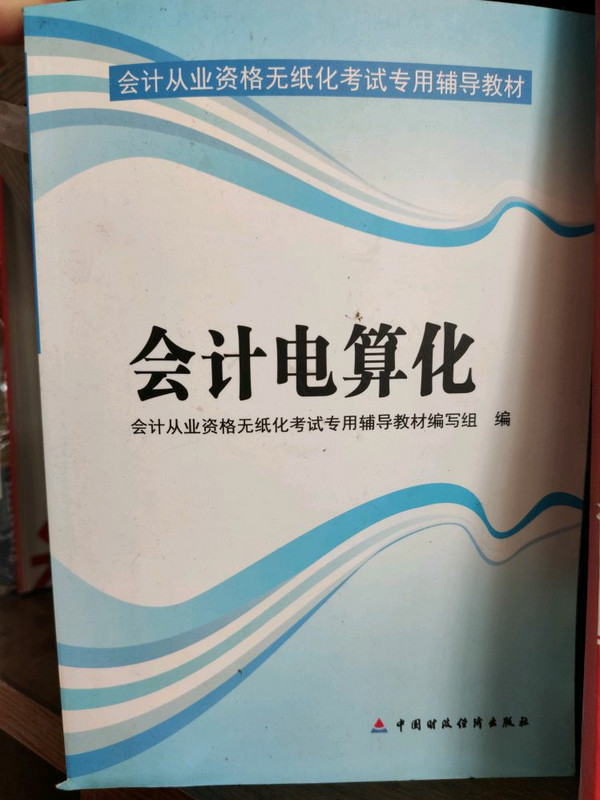 会计从业资格无纸化考试专用辅导教材
会计电算化
会计从业资格无纸化考试专用辅导教材编写组 编
中国财政经济出版社